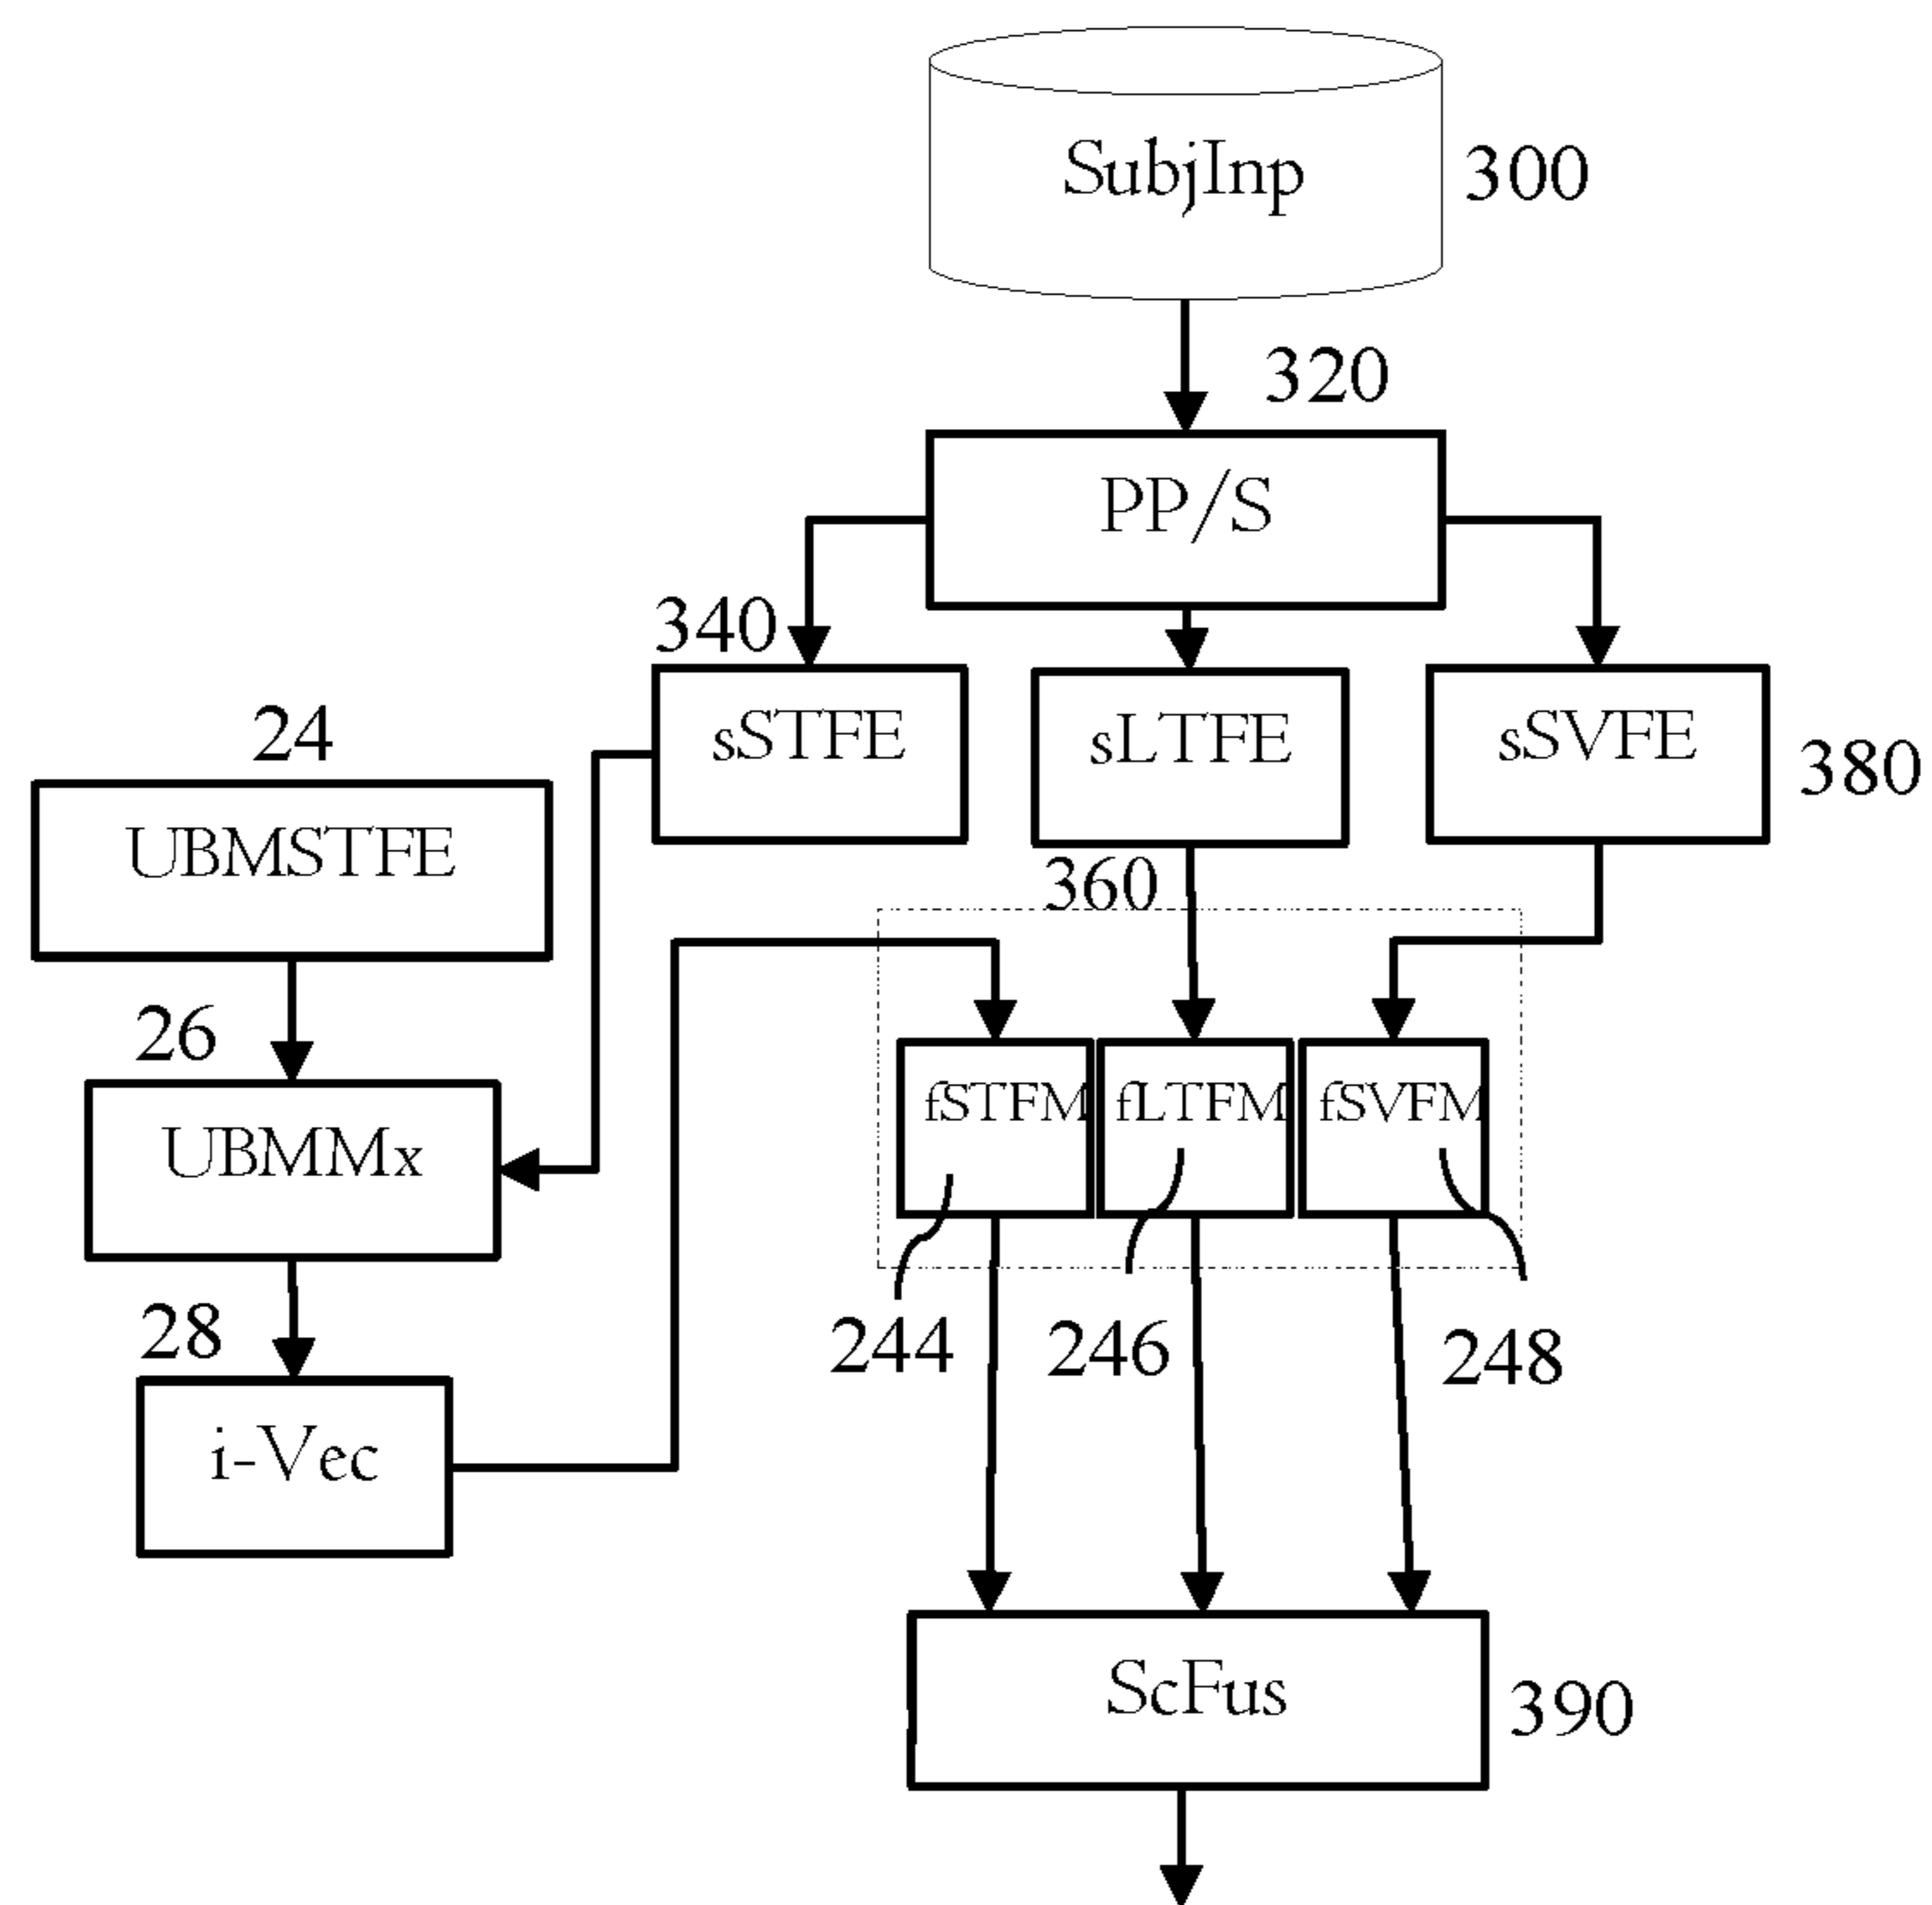 SubjInp 300
320
PP/S
340
sSTFE sLTFE sSVFE 380
24
UBMSTFE
360
26
fSTFM fLTFM fSVFM
UBMMx
28
244 246 248
i-Vec
ScFus 390